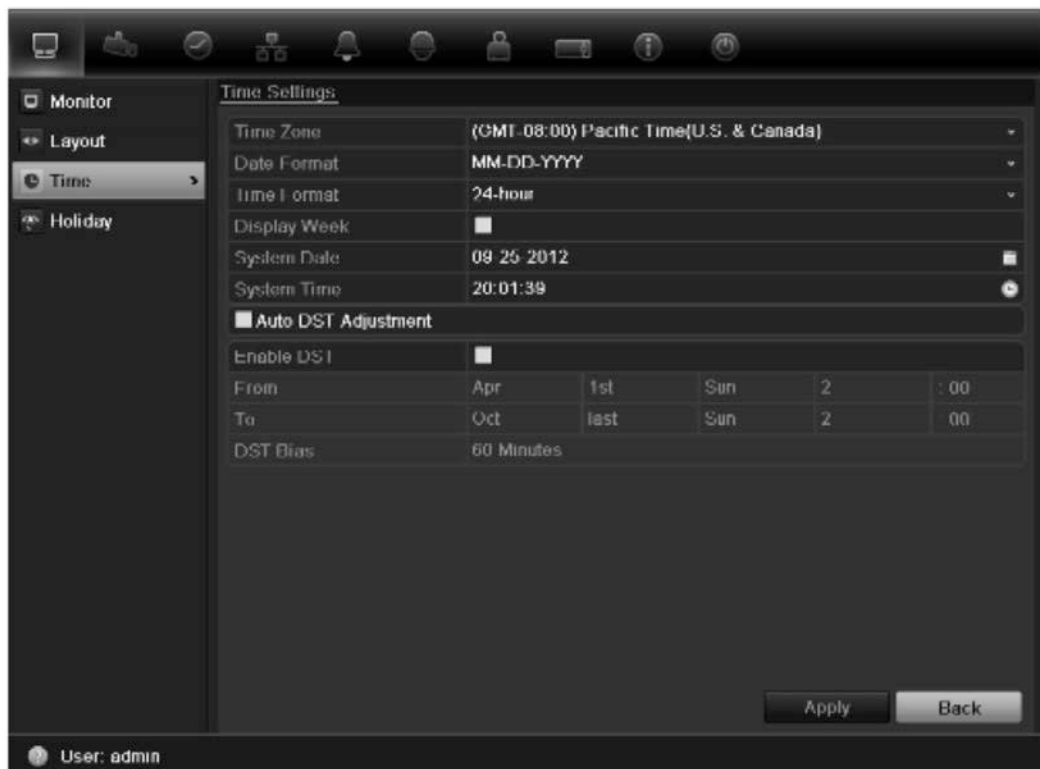 Monitor
Layout
Time
Holiday
Time Settings
Time Zone (GMT-08:00) Pacific Time(U.S. & Canada)
Date Format MM-DD-YYYY
Time Format 24-hour
Display Week
System Date 09-25-2012
System Time 20:01:39
Auto DST Adjustment
Enable DST
From Apr 1st Sun 2 : 00
To Oct last Sun 2 00
DST Bias 60 Minutes
Apply Back
User: admin